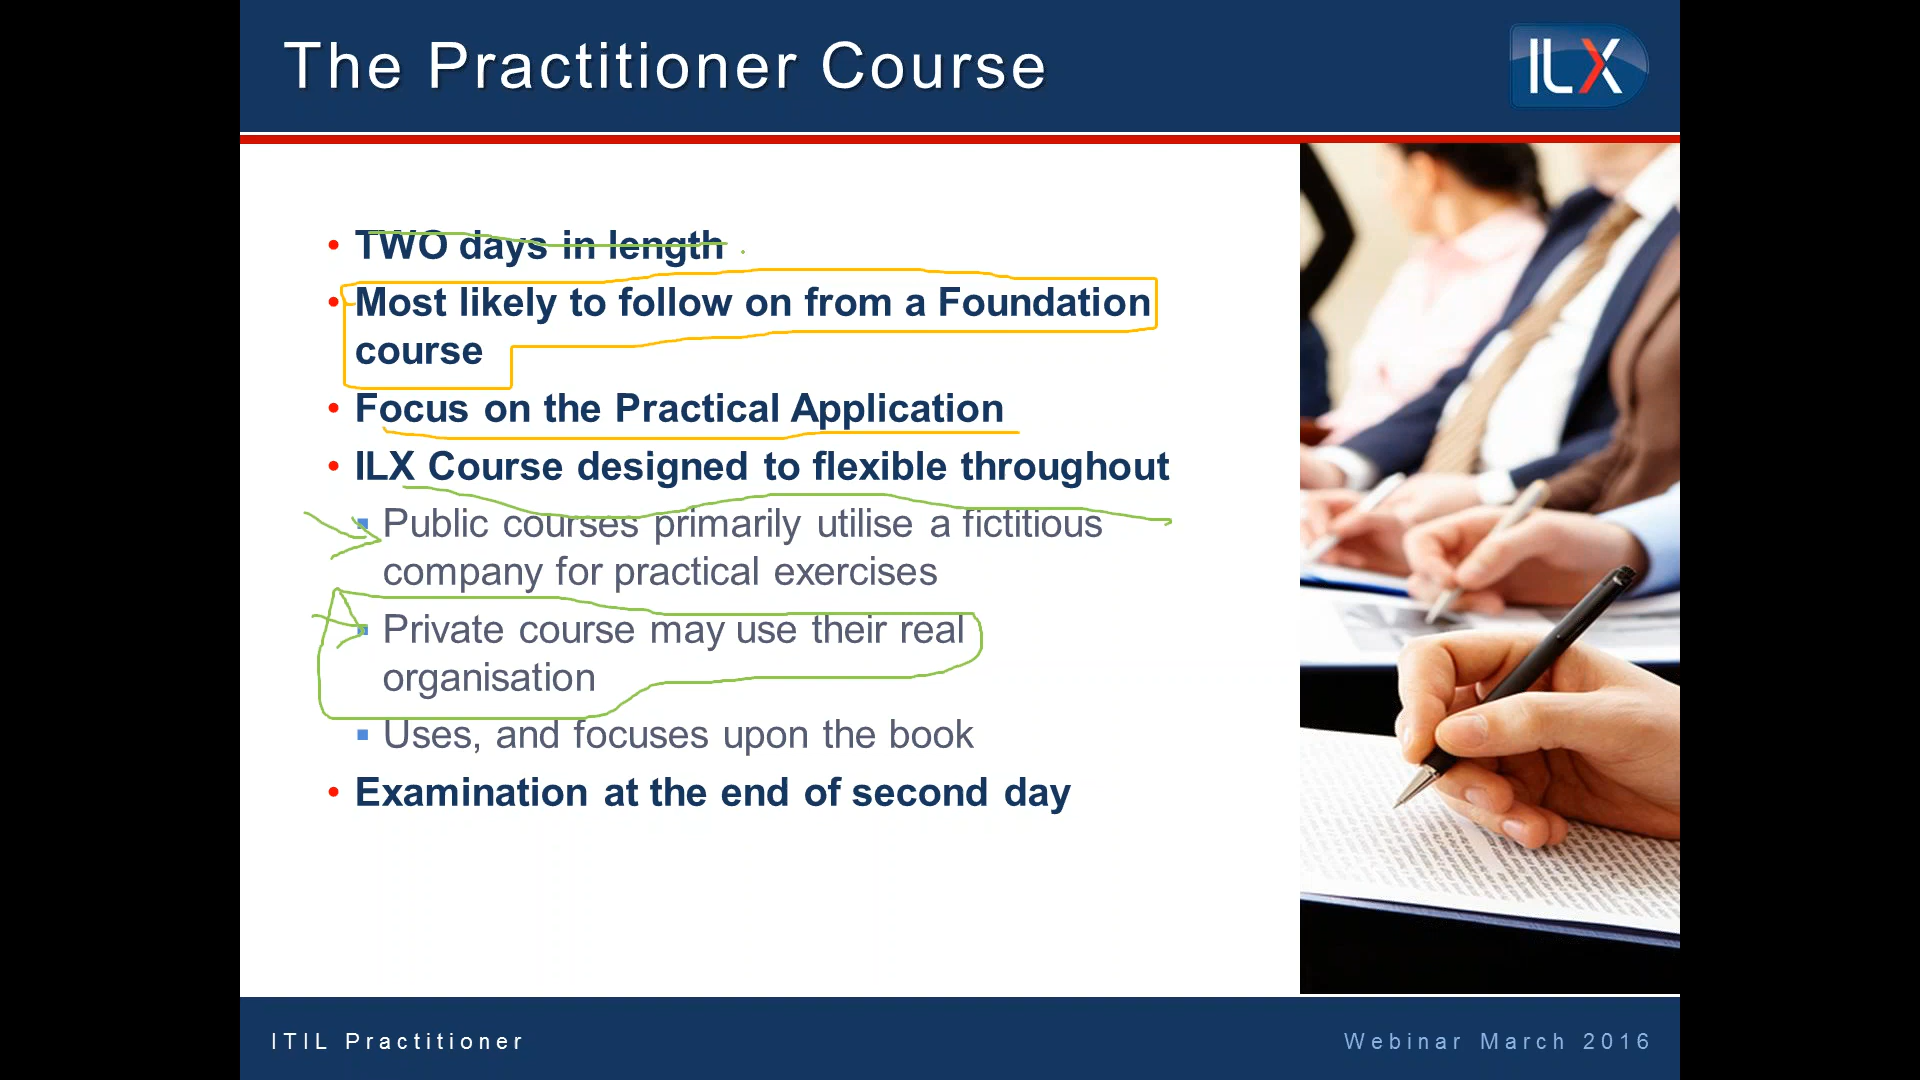 The Practitioner Course
ILX
• TWO days in length
• Most likely to follow on from a Foundation
course
• Focus on the Practical Application
• ILX Course designed to flexible throughout
▪ Public courses primarily utilise a fictitious
company for practical exercises
▪ Private course may use their real
organisation
▪ Uses, and focuses upon the book
• Examination at the end of second day
ITIL Practitioner
Webinar March 2016